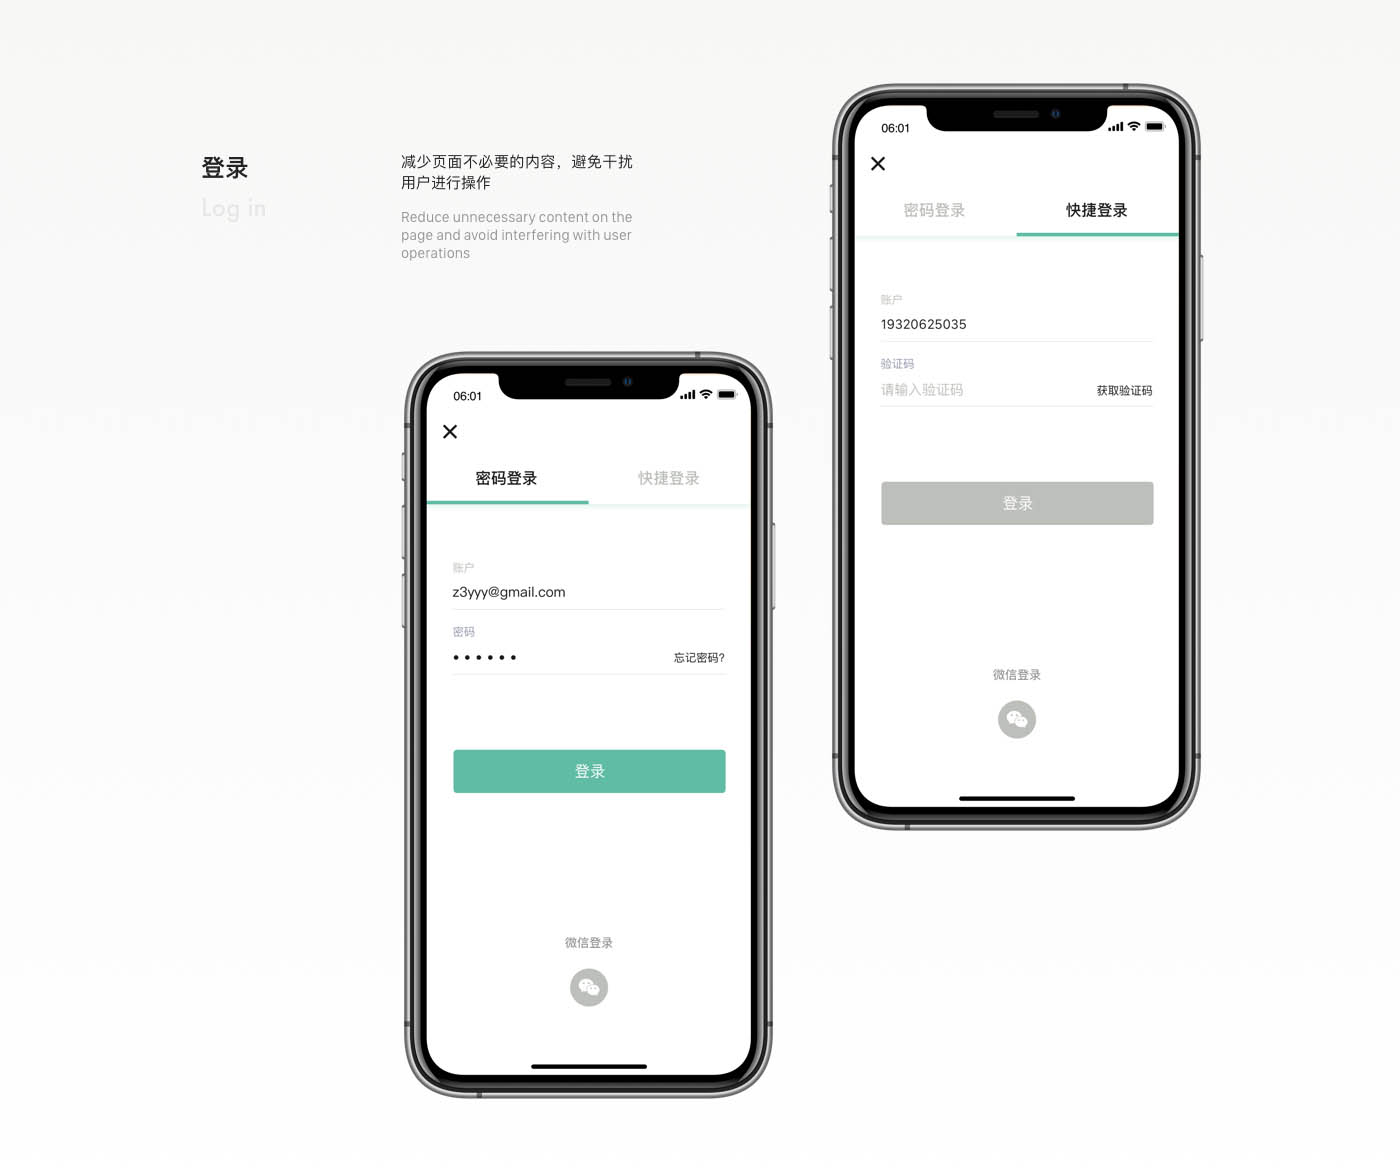 登录
Log in
减少页面不必要的内容，避免干扰
用户进行操作
Reduce unnecessary content on the
page and avoid interfering with user
operations
06:01
密码登录 快捷登录
账户
z3yyy@gmail.com
密码
••••••  忘记密码?
登录
微信登录
06:01
密码登录 快捷登录
账户
19320625035
验证码
请输入验证码 获取验证码
登录
微信登录